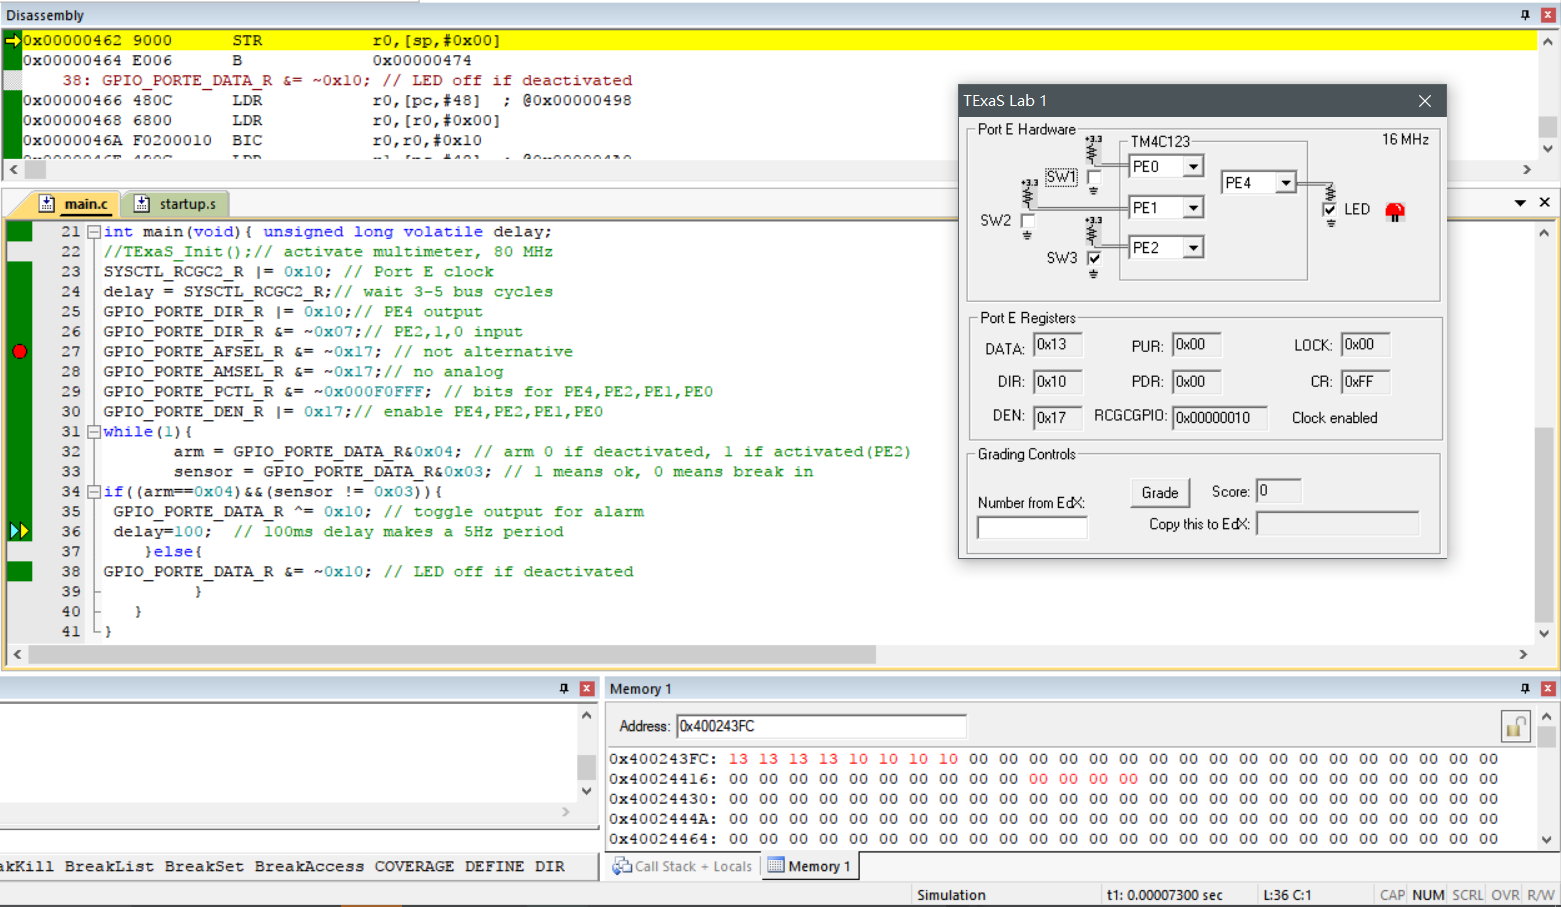 Disassembly
0x00000462 9000      STR      r0,[sp,#0x00]
0x00000464 E006      B      0x00000474
38: GPIO_PORTE_DATA_R &= ~0x10; // LED off if deactivated
0x00000466 480C      LDR      r0,[pc,#48]  ; @0x00000498
0x00000468 6800      LDR      r0,[r0,#0x00]
0x0000046A F0200010  BIC      r0,r0,#0x10
main.c
startup.s
21 int main(void){ unsigned long volatile delay;
22 //TExaS_Init();// activate multimeter, 80 MHz
23 SYSCTL_RCGC2_R |= 0x10; // Port E clock
24 delay = SYSCTL_RCGC2_R;// wait 3-5 bus cycles
25 GPIO_PORTE_DIR_R |= 0x10;// PE4 output
26 GPIO_PORTE_DIR_R &= ~0x07;// PE2,1,0 input
27 GPIO_PORTE_AFSEL_R &= ~0x17; // not alternative
28 GPIO_PORTE_AMSEL_R &= ~0x17;// no analog
29 GPIO_PORTE_PCTL_R &= ~0x000F0FFF; // bits for PE4,PE2,PE1,PE0
30 GPIO_PORTE_DEN_R |= 0x17;// enable PE4,PE2,PE1,PE0
31 while(1){
32 arm = GPIO_PORTE_DATA_R&0x04; // arm 0 if deactivated, 1 if activated(PE2)
33 sensor = GPIO_PORTE_DATA_R&0x03; // 1 means ok, 0 means break in
34 if((arm==0x04)&&(sensor != 0x03)){
35 GPIO_PORTE_DATA_R ^= 0x10; // toggle output for alarm
36 delay=100;  // 100ms delay makes a 5Hz period
37 }else{
38 GPIO_PORTE_DATA_R &= ~0x10; // LED off if deactivated
39 }
40 }
41 }
TExaS Lab 1
Port E Hardware
16 MHz
+3.3
TM4C123
SW1
PE0
PE4
+3.3
LED
PE1
SW2
+3.3
PE2
SW3
Port E Registers
DATA: 0x13 PUR: 0x00 LOCK: 0x00
DIR: 0x10 PDR: 0x00 CR: 0xFF
DEN: 0x17 RCGCGPIO: 0x00000010 Clock enabled
Grading Controls
Number from EdX:
Grade
Score: 0
Copy this to EdX:
Memory 1
Address: 0x400243FC
0x400243FC: 13 13 13 13 10 10 10 10 00 00 00 00 00 00 00 00 00 00 00 00 00 00 00 00 00 00
0x40024416: 00 00 00 00 00 00 00 00 00 00 00 00 00 00 00 00 00 00 00 00 00 00 00 00 00 00
0x40024430: 00 00 00 00 00 00 00 00 00 00 00 00 00 00 00 00 00 00 00 00 00 00 00 00 00 00
0x4002444A: 00 00 00 00 00 00 00 00 00 00 00 00 00 00 00 00 00 00 00 00 00 00 00 00 00 00
0x40024464: 00 00 00 00 00 00 00 00 00 00 00 00 00 00 00 00 00 00 00 00 00 00 00 00 00 00
akKill BreakList BreakSet BreakAccess COVERAGE DEFINE DIR
Call Stack + Locals
Memory 1
Simulation
t1: 0.00007300 sec
L:36 C:1
CAP NUM SCRL OVR R/W